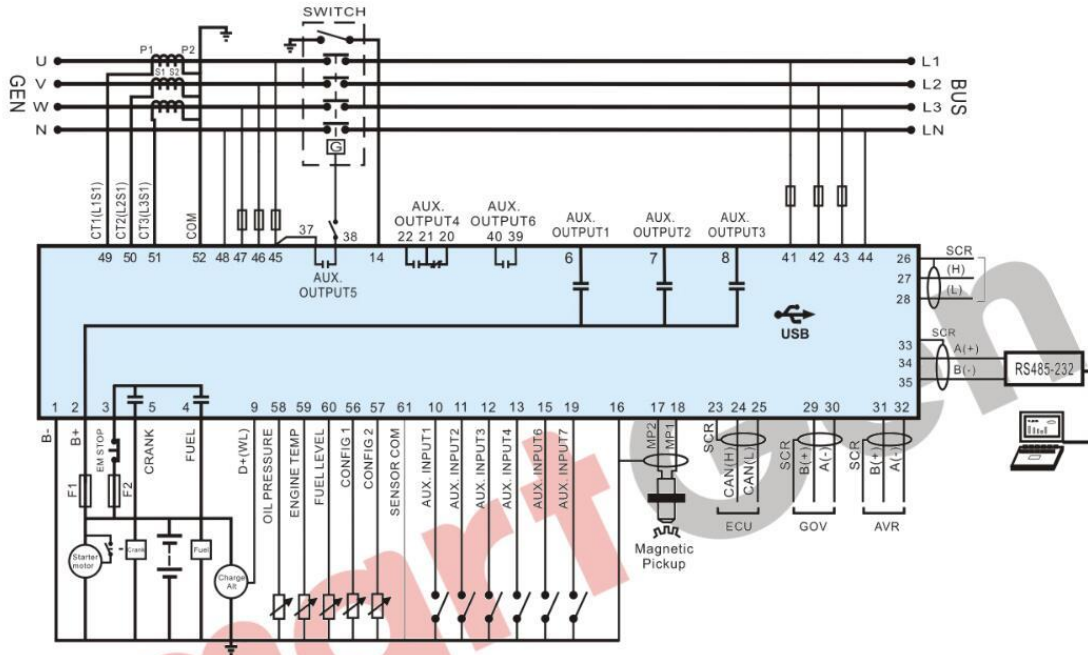 SWITCH
P1 P2
S1 S2
GEN
U
V
W
N
L1
L2
L3
LN
BUS
G
CT1(L1S1)
CT2(L2S1)
CT3(L3S1)
COM
37
38
AUX. OUTPUT4
22 21 20
AUX. OUTPUT6
40 39
AUX. OUTPUT1
AUX. OUTPUT2
AUX. OUTPUT3
49 50 51 52 48 47 46 45
AUX. OUTPUT5
14
6
7
8
41 42 43 44
26 SCR
27 (H)
28 (L)
USB
33 SCR
34 A(+)
35 B(-)
RS485-232
1 2 3 5 4 9 58 59 60 56 57 61 10 11 12 13 15 19 16 17 18 23 24 25 29 30 31 32
B-
B+
EM STOP
CRANK
FUEL
D+(WL)
OIL PRESSURE
ENGINE TEMP
FUEL LEVEL
CONFIG 1
CONFIG 2
SENSOR COM
AUX. INPUT1
AUX. INPUT2
AUX. INPUT3
AUX. INPUT4
AUX. INPUT6
AUX. INPUT7
MP2
MP1
SCR
CAN(H)
CAN(L)
SCR
B(+)
A(-)
SCR
B(+)
A(-)
F1
F2
ECU
GOV
AVR
Magnetic
Pickup
Starter
motor
Crank
Fuel
Charge
Alt
mart Gen